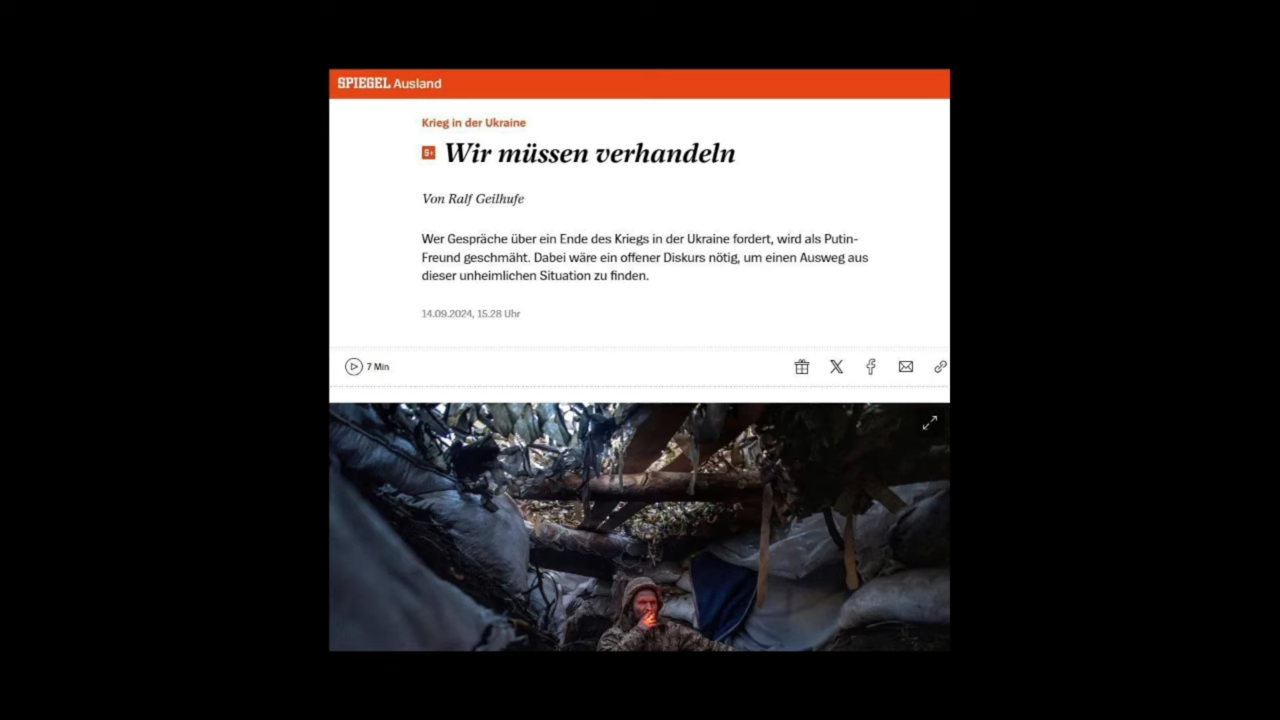 SPIEGEL Ausland
Krieg in der Ukraine
S+ Wir müssen verhandeln
Von Ralf Geilhufe
Wer Gespräche über ein Ende des Kriegs in der Ukraine fordert, wird als Putin-
Freund geschmäht. Dabei wäre ein offener Diskurs nötig, um einen Ausweg aus
dieser unheimlichen Situation zu finden.
14.09.2024, 15.28 Uhr
7 Min